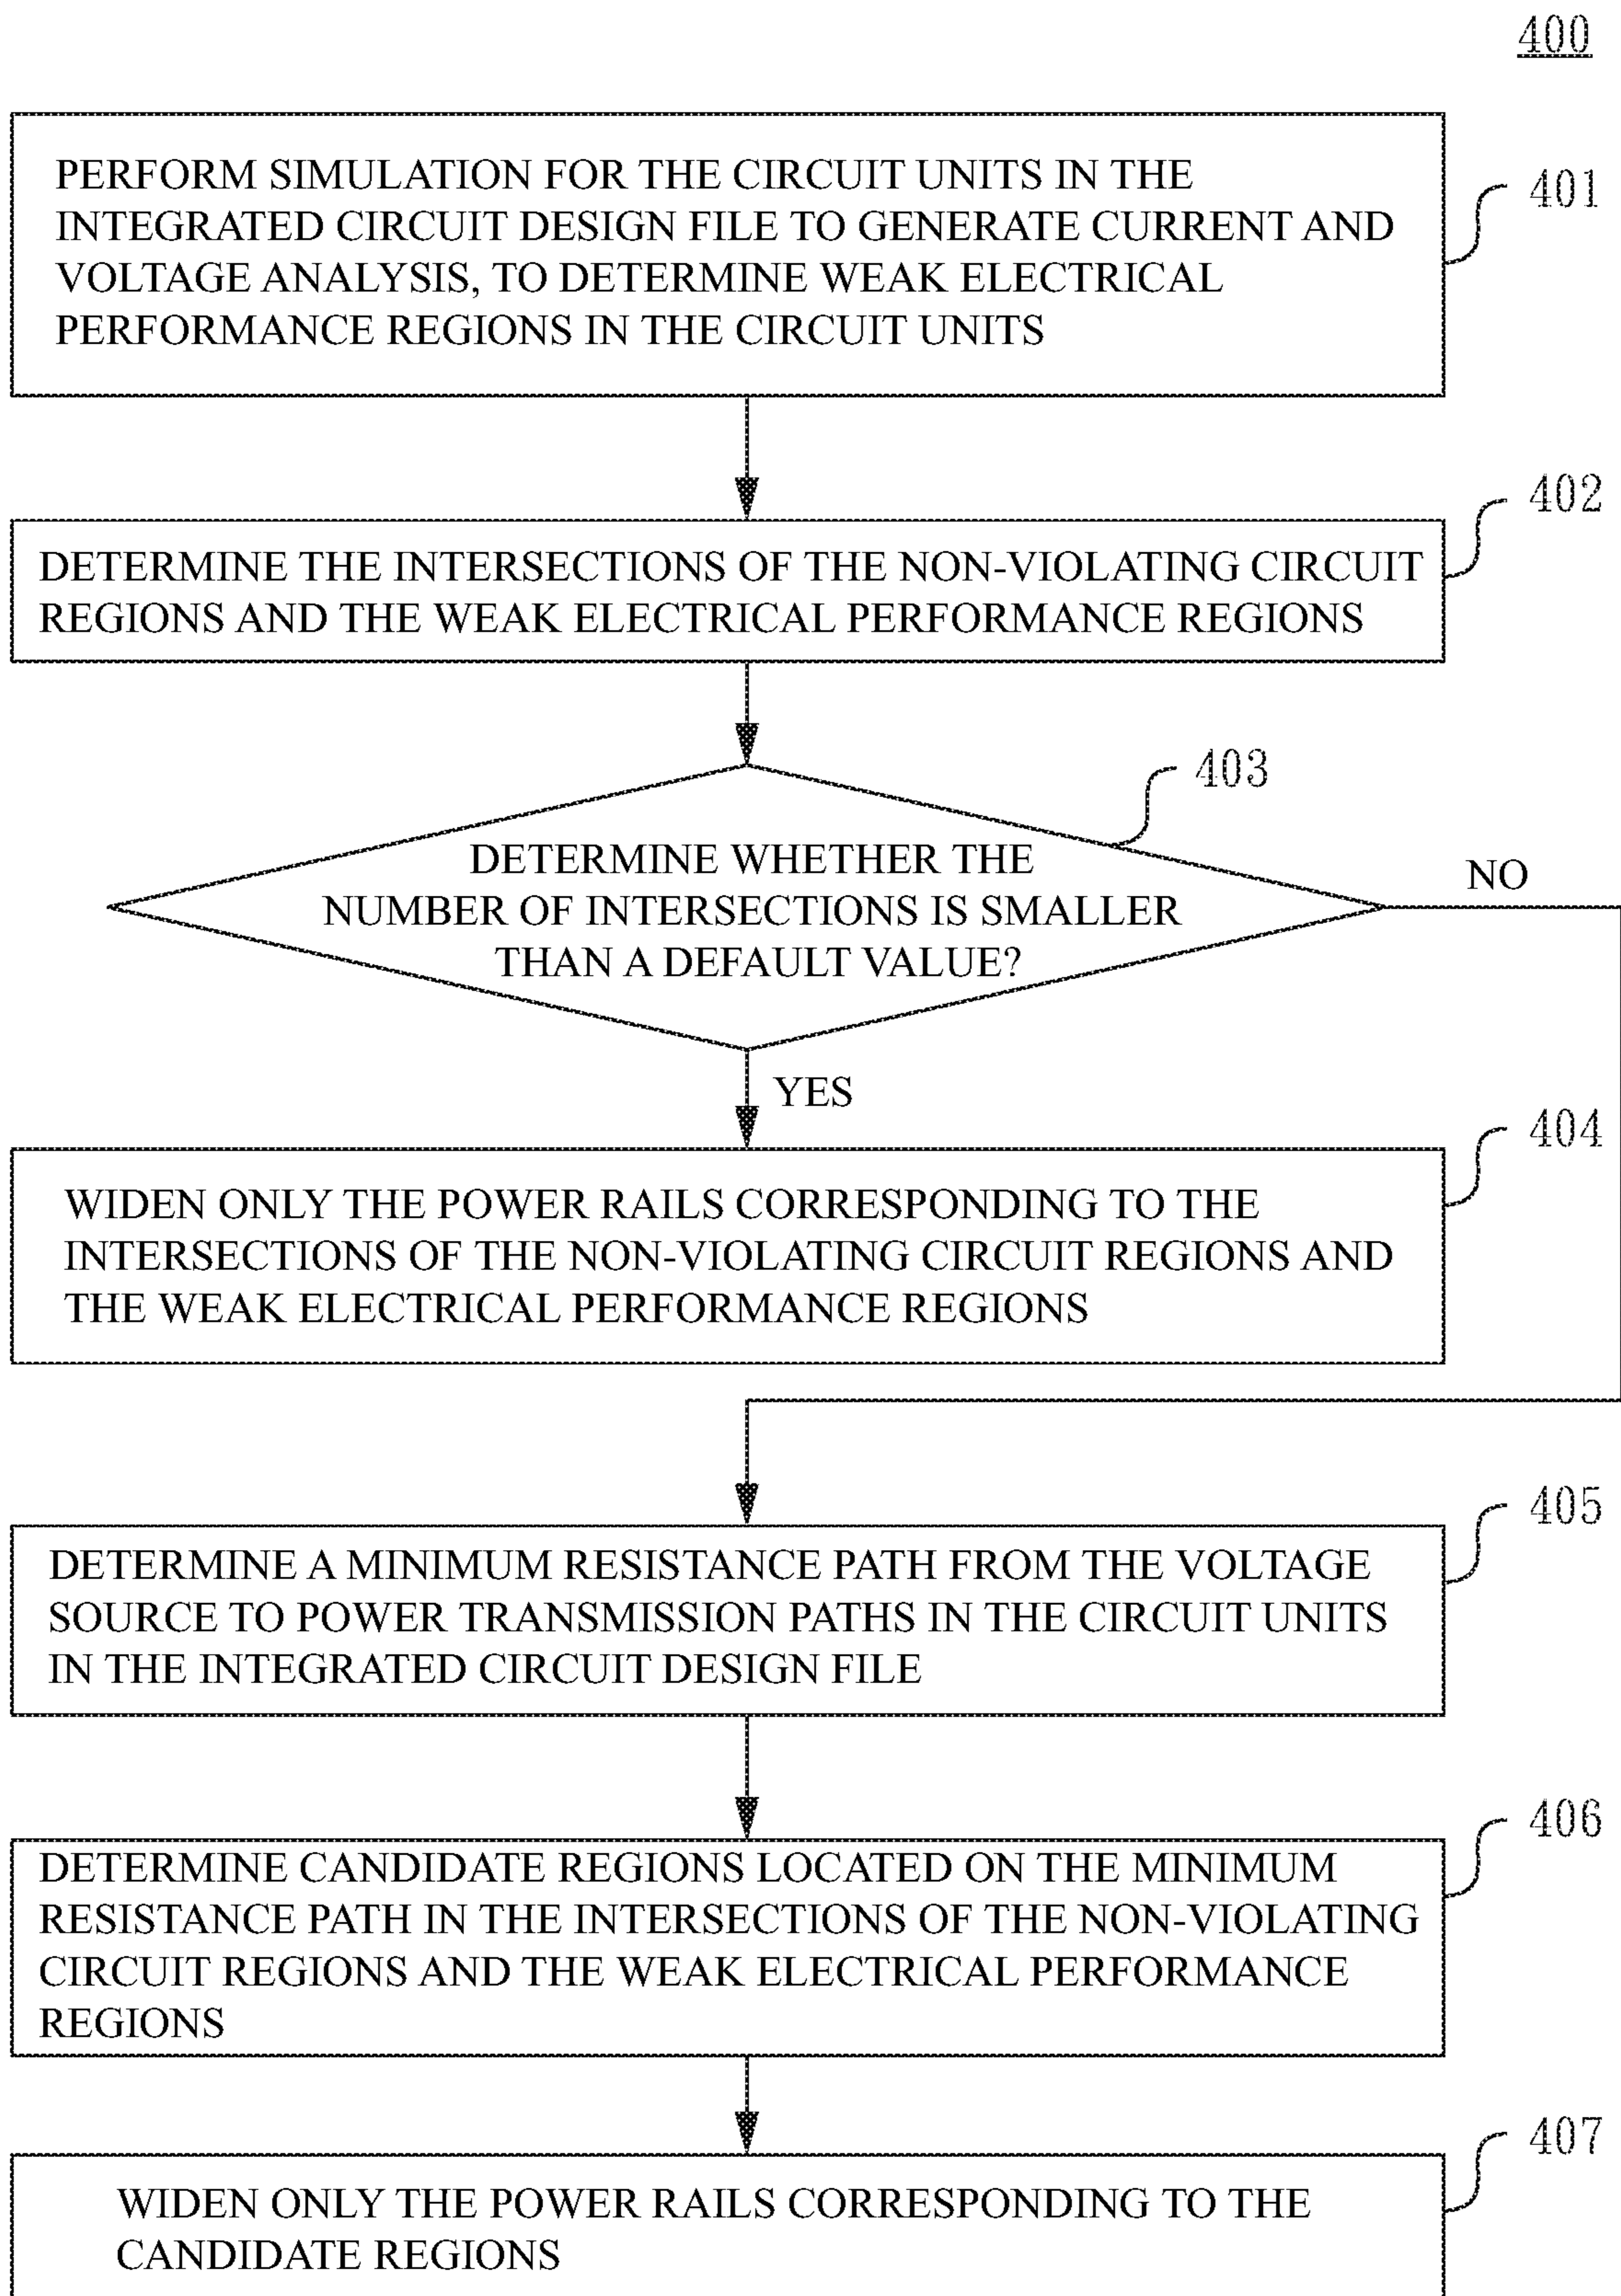 400
PERFORM SIMULATION FOR THE CIRCUIT UNITS IN THE
INTEGRATED CIRCUIT DESIGN FILE TO GENERATE CURRENT AND
VOLTAGE ANALYSIS, TO DETERMINE WEAK ELECTRICAL
PERFORMANCE REGIONS IN THE CIRCUIT UNITS
401
402
DETERMINE THE INTERSECTIONS OF THE NON-VIOLATING CIRCUIT
REGIONS AND THE WEAK ELECTRICAL PERFORMANCE REGIONS
403
DETERMINE WHETHER THE
NUMBER OF INTERSECTIONS IS SMALLER
THAN A DEFAULT VALUE?
NO
YES
404
WIDEN ONLY THE POWER RAILS CORRESPONDING TO THE
INTERSECTIONS OF THE NON-VIOLATING CIRCUIT REGIONS AND
THE WEAK ELECTRICAL PERFORMANCE REGIONS
405
DETERMINE A MINIMUM RESISTANCE PATH FROM THE VOLTAGE
SOURCE TO POWER TRANSMISSION PATHS IN THE CIRCUIT UNITS
IN THE INTEGRATED CIRCUIT DESIGN FILE
406
DETERMINE CANDIDATE REGIONS LOCATED ON THE MINIMUM
RESISTANCE PATH IN THE INTERSECTIONS OF THE NON-VIOLATING
CIRCUIT REGIONS AND THE WEAK ELECTRICAL PERFORMANCE
REGIONS
407
WIDEN ONLY THE POWER RAILS CORRESPONDING TO THE
CANDIDATE REGIONS